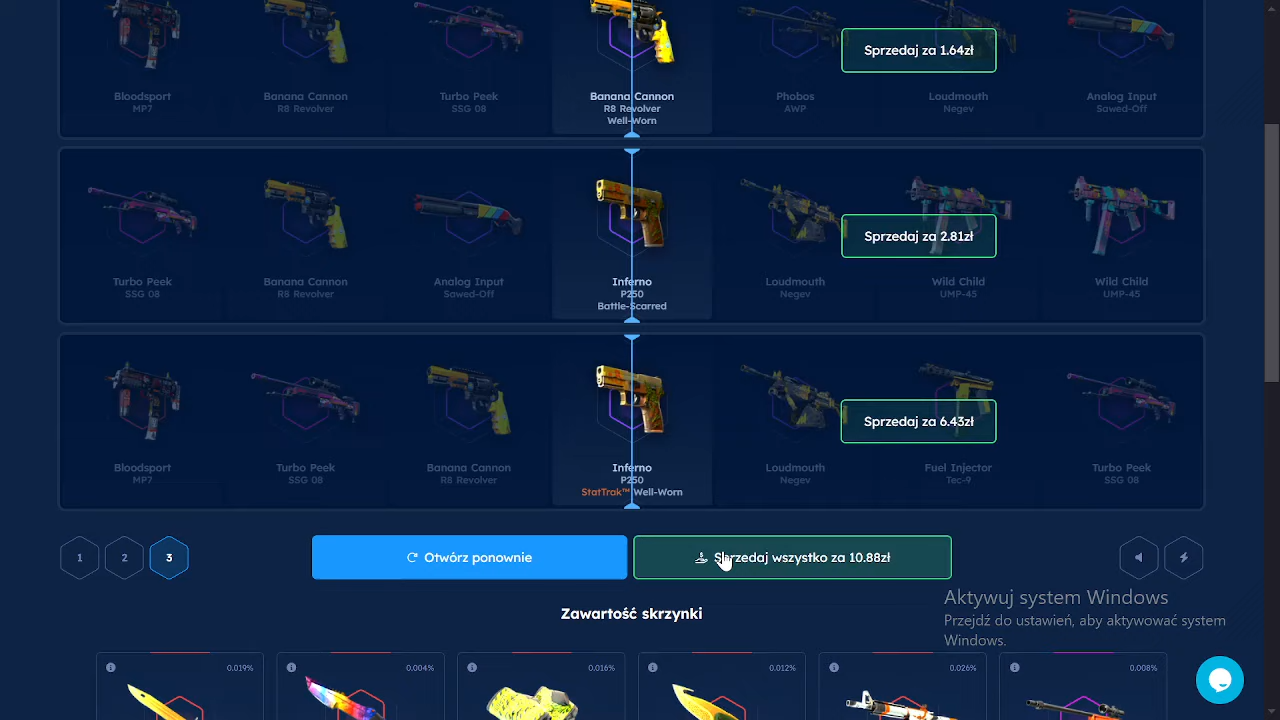 Bloodsport
MP7
Banana Cannon
R8 Revolver
Turbo Peek
SSG 08
Banana Cannon
R8 Revolver
Well-Worn
Phobos
AWP
Loudmouth
Negev
Analog Input
Sawed-Off
Sprzedaj za 1.64zł
Turbo Peek
SSG 08
Banana Cannon
R8 Revolver
Analog Input
Sawed-Off
Inferno
P250
Battle-Scarred
Loudmouth
Negev
Wild Child
UMP-45
Wild Child
UMP-45
Sprzedaj za 2.81zł
Bloodsport
MP7
Turbo Peek
SSG 08
Banana Cannon
R8 Revolver
Inferno
P250
StatTrak™ Well-Worn
Loudmouth
Negev
Fuel Injector
Tec-9
Turbo Peek
SSG 08
Sprzedaj za 6.43zł
1
2
3
Otwórz ponownie
Sprzedaj wszystko za 10.88zł
Aktywuj system Windows
Przejdź do ustawień, aby aktywować system
Windows.
Zawartość skrzynki
0.019%
0.004%
0.016%
0.012%
0.026%
0.008%